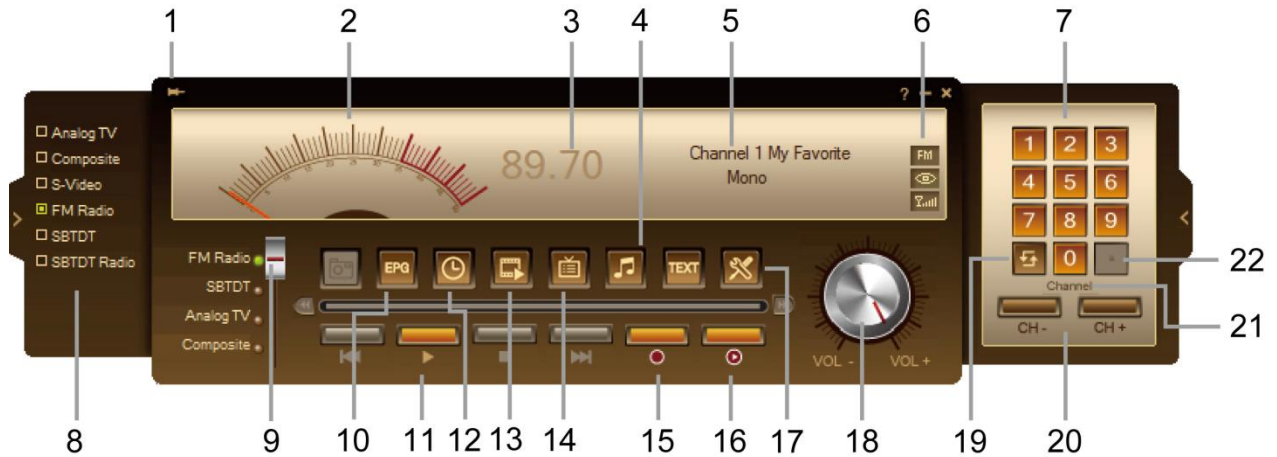 1 2 3 4 5 6 7
? – ×
Analog TV
Composite
S-Video
FM Radio
SBTDT
SBTDT Radio
89.70
Channel 1 My Favorite
Mono
FM
1 2 3
4 5 6
7 8 9
0
FM Radio
SBTDT
Analog TV
Composite
EPG
TEXT
VOL - VOL +
Channel
CH - CH +
8 9 10 11 12 13 14 15 16 17 18 19 20 21 22